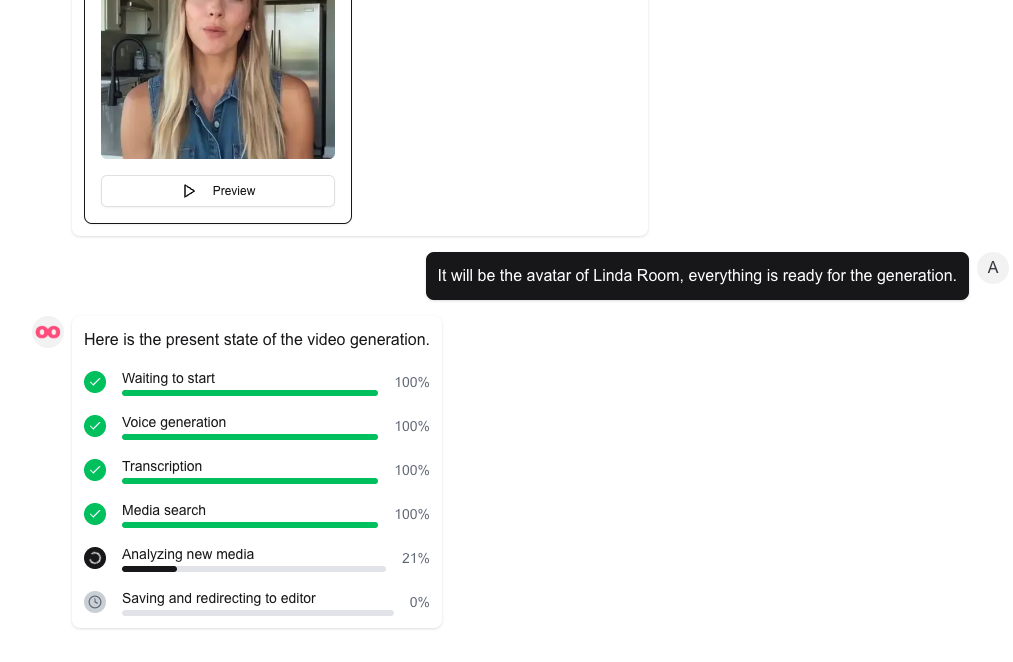 Preview
It will be the avatar of Linda Room, everything is ready for the generation.
A
Here is the present state of the video generation.
Waiting to start
100%
Voice generation
100%
Transcription
100%
Media search
100%
Analyzing new media
21%
Saving and redirecting to editor
0%